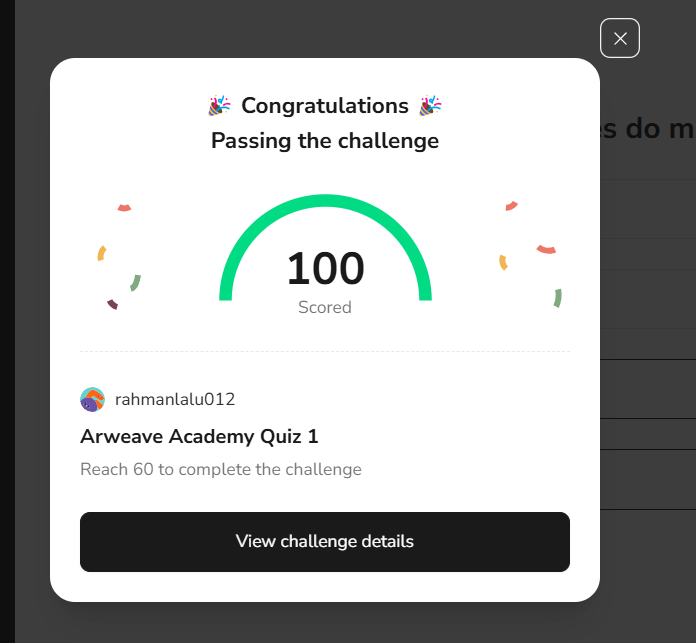 🎉 Congratulations 🎉
Passing the challenge
es do m
100
Scored
rahmanlalu012
Arweave Academy Quiz 1
Reach 60 to complete the challenge
View challenge details